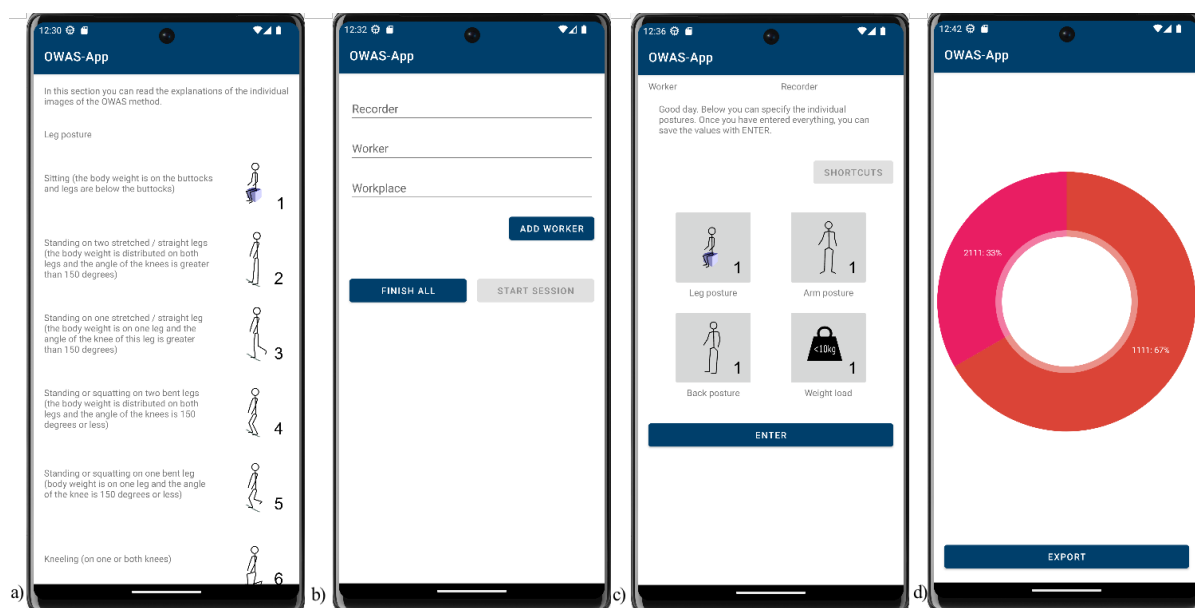 12:30
OWAS-App
In this section you can read the explanations of the individual
images of the OWAS method.
Leg posture
Sitting (the body weight is on the buttocks
and legs are below the buttocks)
1
Standing on two stretched / straight legs
(the body weight is distributed on both
legs and the angle of the knees is greater
than 150 degrees)
2
Standing on one stretched / straight leg
(the body weight is on one leg and the
angle of the knee of this leg is greater
than 150 degrees)
3
Standing or squatting on two bent legs
(the body weight is distributed on both
legs and the angle of the knees is 150
degrees or less)
4
Standing or squatting on one bent leg
(body weight is on one leg and the angle
of the knee is 150 degrees or less)
5
Kneeling (on one or both knees)
6
a)
12:32
OWAS-App
Recorder
Worker
Workplace
ADD WORKER
FINISH ALL
START SESSION
b)
12:36
OWAS-App
Worker
Recorder
Good day. Below you can specify the individual
postures. Once you have entered everything, you can
save the values with ENTER.
SHORTCUTS
1
1
Leg posture
Arm posture
1
<10kg
1
Back posture
Weight load
ENTER
c)
12:42
OWAS-App
2111: 33%
1111: 67%
EXPORT
d)